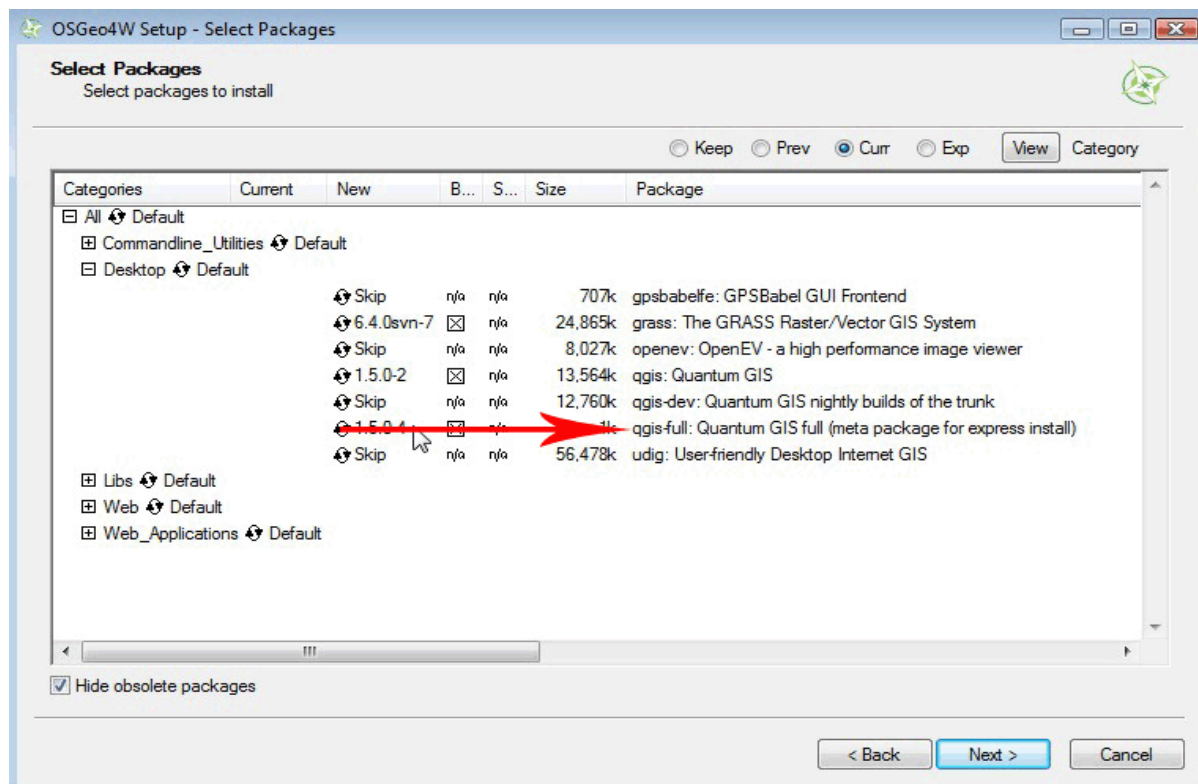 OSGeo4W Setup - Select Packages
Select Packages
Select packages to install
Keep Prev Curr Exp View Category
Categories Current New B... S... Size Package
All Default
Commandline_Utilities Default
Desktop Default
Skip n/a n/a 707k gpsbabelfe: GPSBabel GUI Frontend
6.4.0svn-7 n/a 24,865k grass: The GRASS Raster/Vector GIS System
Skip n/a n/a 8,027k openev: OpenEV - a high performance image viewer
1.5.0-2 n/a 13,564k qgis: Quantum GIS
Skip n/a n/a 12,760k qgis-dev: Quantum GIS nightly builds of the trunk
1.5.0-4 n/a 1k qgis-full: Quantum GIS full (meta package for express install)
Skip n/a n/a 56,478k udig: User-friendly Desktop Internet GIS
Libs Default
Web Default
Web_Applications Default
Hide obsolete packages
< Back Next > Cancel